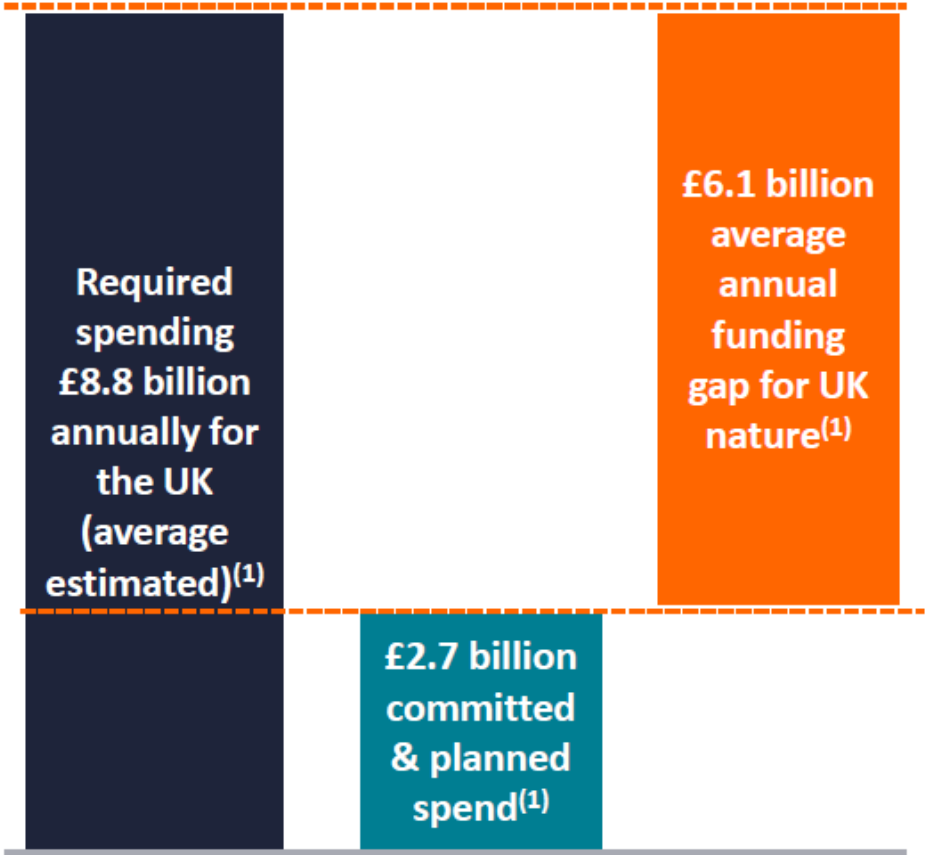 Required
spending
£8.8 billion
annually for
the UK
(average
estimated)(1)
£2.7 billion
committed
& planned
spend(1)
£6.1 billion
average
annual
funding
gap for UK
nature(1)